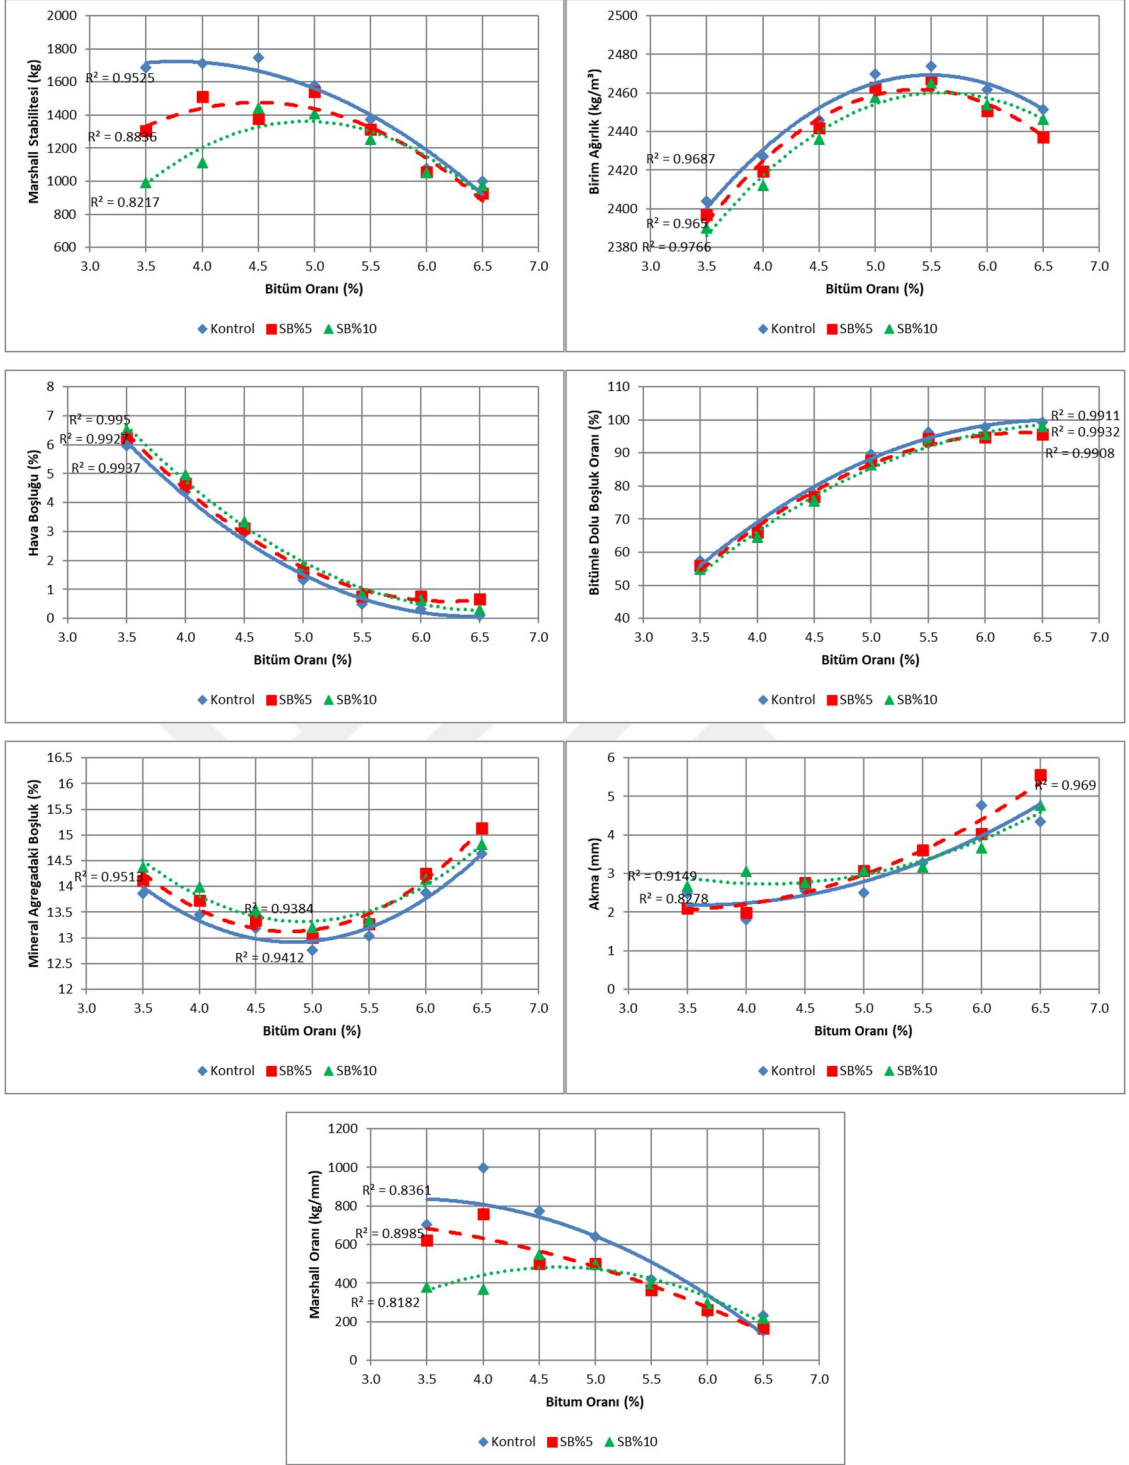 2000
1800
1600
1400
1200
1000
800
600
Marshall Stabilitesi (kg)
R² = 0.9525
R² = 0.8836
R² = 0.8217
3.0 3.5 4.0 4.5 5.0 5.5 6.0 6.5 7.0
Bitüm Oranı (%)
Kontrol SB%5 SB%10
2500
2480
2460
2440
2420
2400
2380
Birim Ağırlık (kg/m³)
R² = 0.9687
R² = 0.965
R² = 0.9766
3.0 3.5 4.0 4.5 5.0 5.5 6.0 6.5 7.0
Bitüm Oranı (%)
Kontrol SB%5 SB%10
8
7
6
5
4
3
2
1
0
Hava Boşluğu (%)
R² = 0.995
R² = 0.992
R² = 0.9937
3.0 3.5 4.0 4.5 5.0 5.5 6.0 6.5 7.0
Bitüm Oranı (%)
Kontrol SB%5 SB%10
110
100
90
80
70
60
50
40
Bitümle Dolu Boşluk Oranı (%)
R² = 0.9911
R² = 0.9932
R² = 0.9908
3.0 3.5 4.0 4.5 5.0 5.5 6.0 6.5 7.0
Bitüm Oranı (%)
Kontrol SB%5 SB%10
16.5
16
15.5
15
14.5
14
13.5
13
12.5
12
Mineral Agregadaki Boşluk (%)
R² = 0.9513
R² = 0.9384
R² = 0.9412
3.0 3.5 4.0 4.5 5.0 5.5 6.0 6.5 7.0
Bitüm Oranı (%)
Kontrol SB%5 SB%10
6
5
4
3
2
1
0
Akma (mm)
R² = 0.969
R² = 0.9149
R² = 0.8278
3.0 3.5 4.0 4.5 5.0 5.5 6.0 6.5 7.0
Bitum Oranı (%)
Kontrol SB%5 SB%10
1200
1000
800
600
400
200
0
Marshall Oranı (kg/mm)
R² = 0.8361
R² = 0.8985
R² = 0.8182
3.0 3.5 4.0 4.5 5.0 5.5 6.0 6.5 7.0
Bitum Oranı (%)
Kontrol SB%5 SB%10